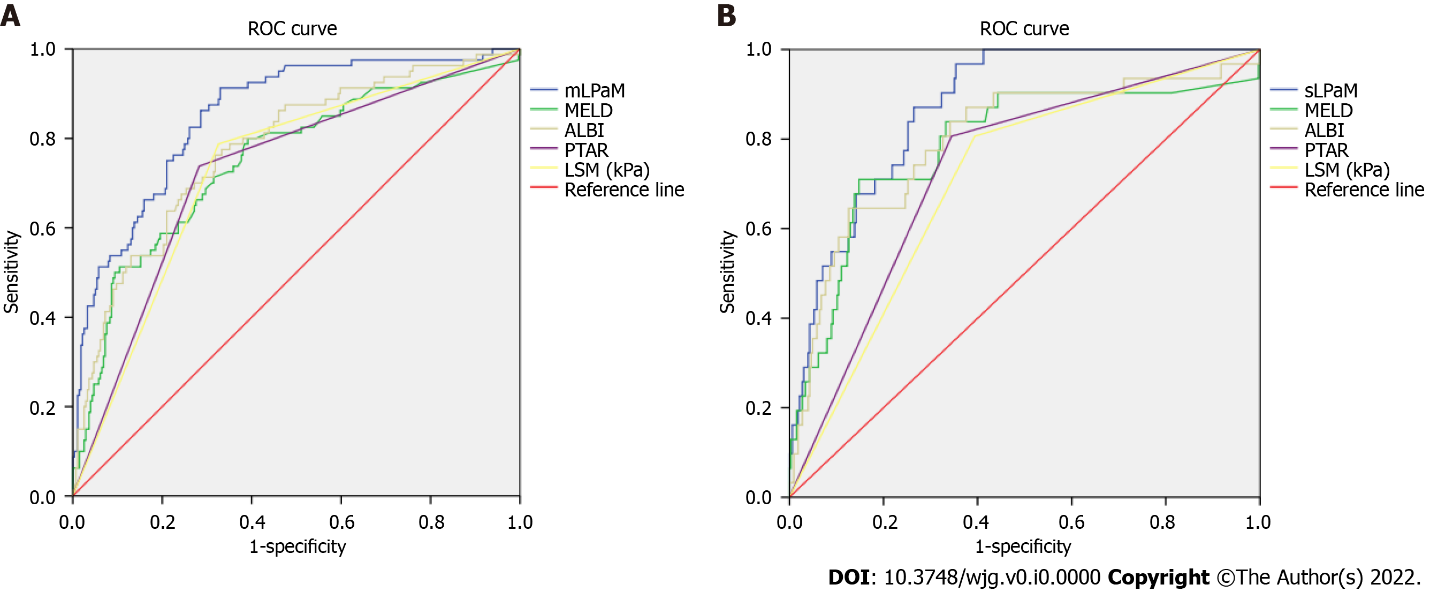 A
ROC curve
1.0
0.8
0.6
0.4
0.2
0.0
Sensitivity
0.0 0.2 0.4 0.6 0.8 1.0
1-specificity
mLPaM
MELD
ALBI
PTAR
LSM (kPa)
Reference line
B
ROC curve
1.0
0.8
0.6
0.4
0.2
0.0
Sensitivity
0.0 0.2 0.4 0.6 0.8 1.0
1-specificity
sLPaM
MELD
ALBI
PTAR
LSM (kPa)
Reference line
DOI: 10.3748/wjg.v0.i0.0000 Copyright ©The Author(s) 2022.